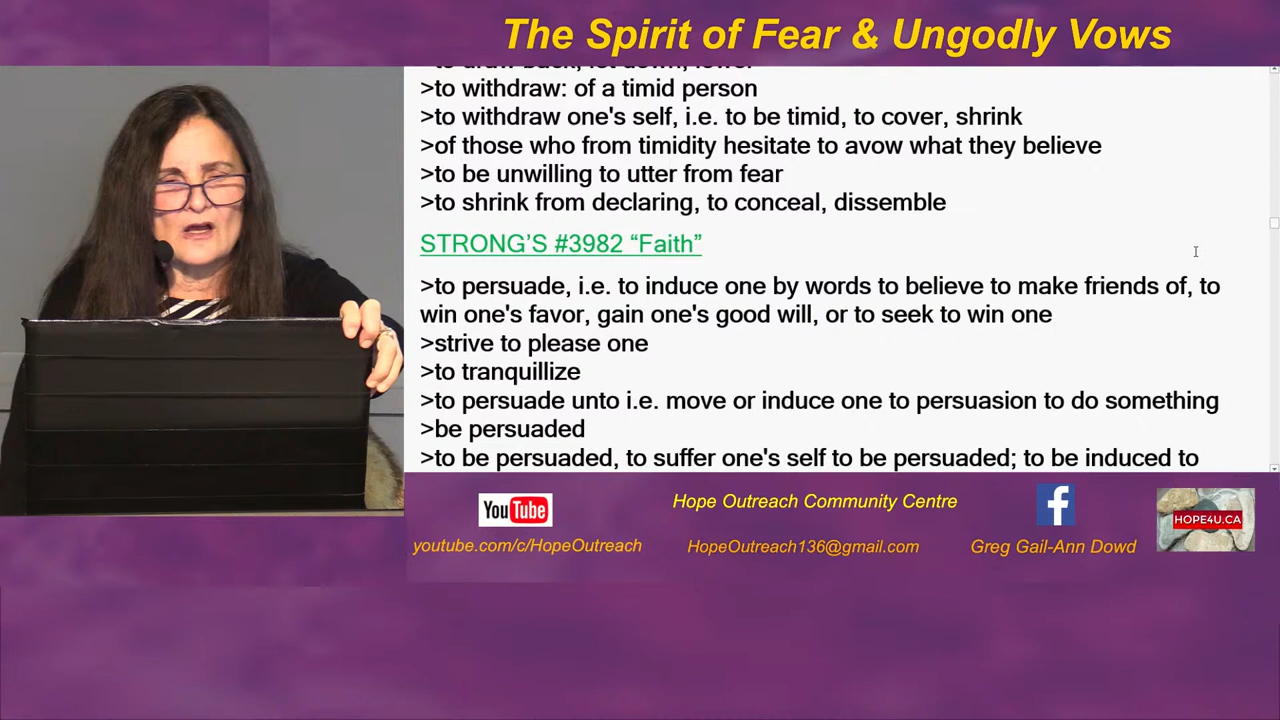 The Spirit of Fear & Ungodly Vows
>to withdraw: of a timid person
>to withdraw one's self, i.e. to be timid, to cover, shrink
>of those who from timidity hesitate to avow what they believe
>to be unwilling to utter from fear
>to shrink from declaring, to conceal, dissemble
STRONG'S #3982 “Faith”
>to persuade, i.e. to induce one by words to believe to make friends of, to
win one's favor, gain one's good will, or to seek to win one
>strive to please one
>to tranquillize
>to persuade unto i.e. move or induce one to persuasion to do something
>be persuaded
>to be persuaded, to suffer one's self to be persuaded; to be induced to
YouTube
Hope Outreach Community Centre
f
HOPE4U.CA
youtube.com/c/HopeOutreach
HopeOutreach136@gmail.com
Greg Gail-Ann Dowd